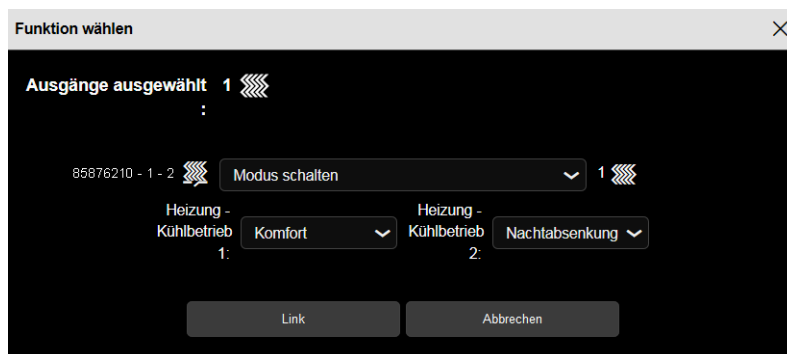 Funktion wählen
Ausgänge ausgewählt 1
:
85876210 - 1 - 2 Modus schalten 1
Heizung - Heizung -
Kühlbetrieb Komfort Kühlbetrieb Nachtabsenkung
1: 2:
Link Abbrechen